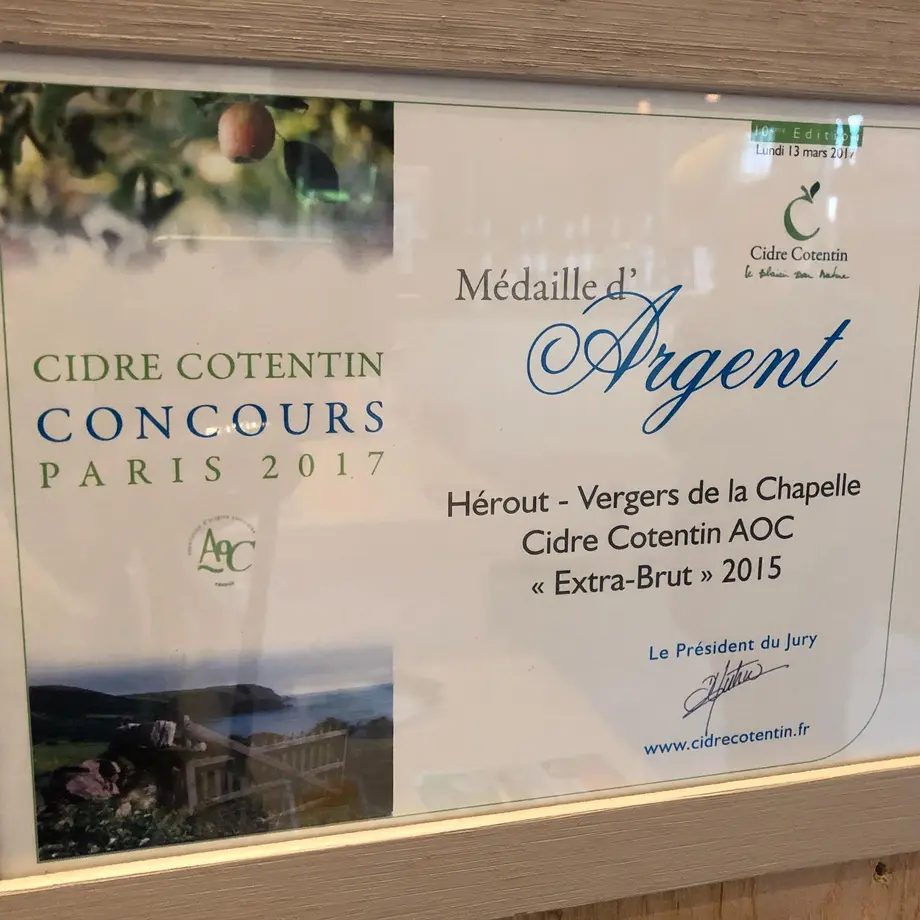 10ème Edition
Lundi 13 mars 2017
Cidre Cotentin
Médaille d'
Argent
CIDRE COTENTIN
CONCOURS
PARIS 2017
AOC
Hérout - Vergers de la Chapelle
Cidre Cotentin AOC
« Extra-Brut » 2015
Le Président du Jury
www.cidrecotentin.fr